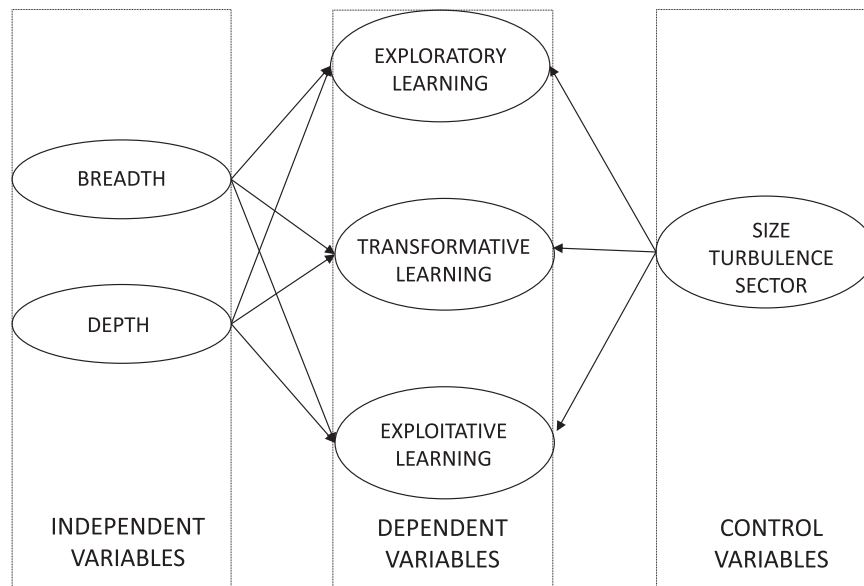 EXPLORATORY
LEARNING
BREADTH
TRANSFORMATIVE
LEARNING
SIZE
TURBULENCE
SECTOR
DEPTH
EXPLOITATIVE
LEARNING
INDEPENDENT
VARIABLES
DEPENDENT
VARIABLES
CONTROL
VARIABLES